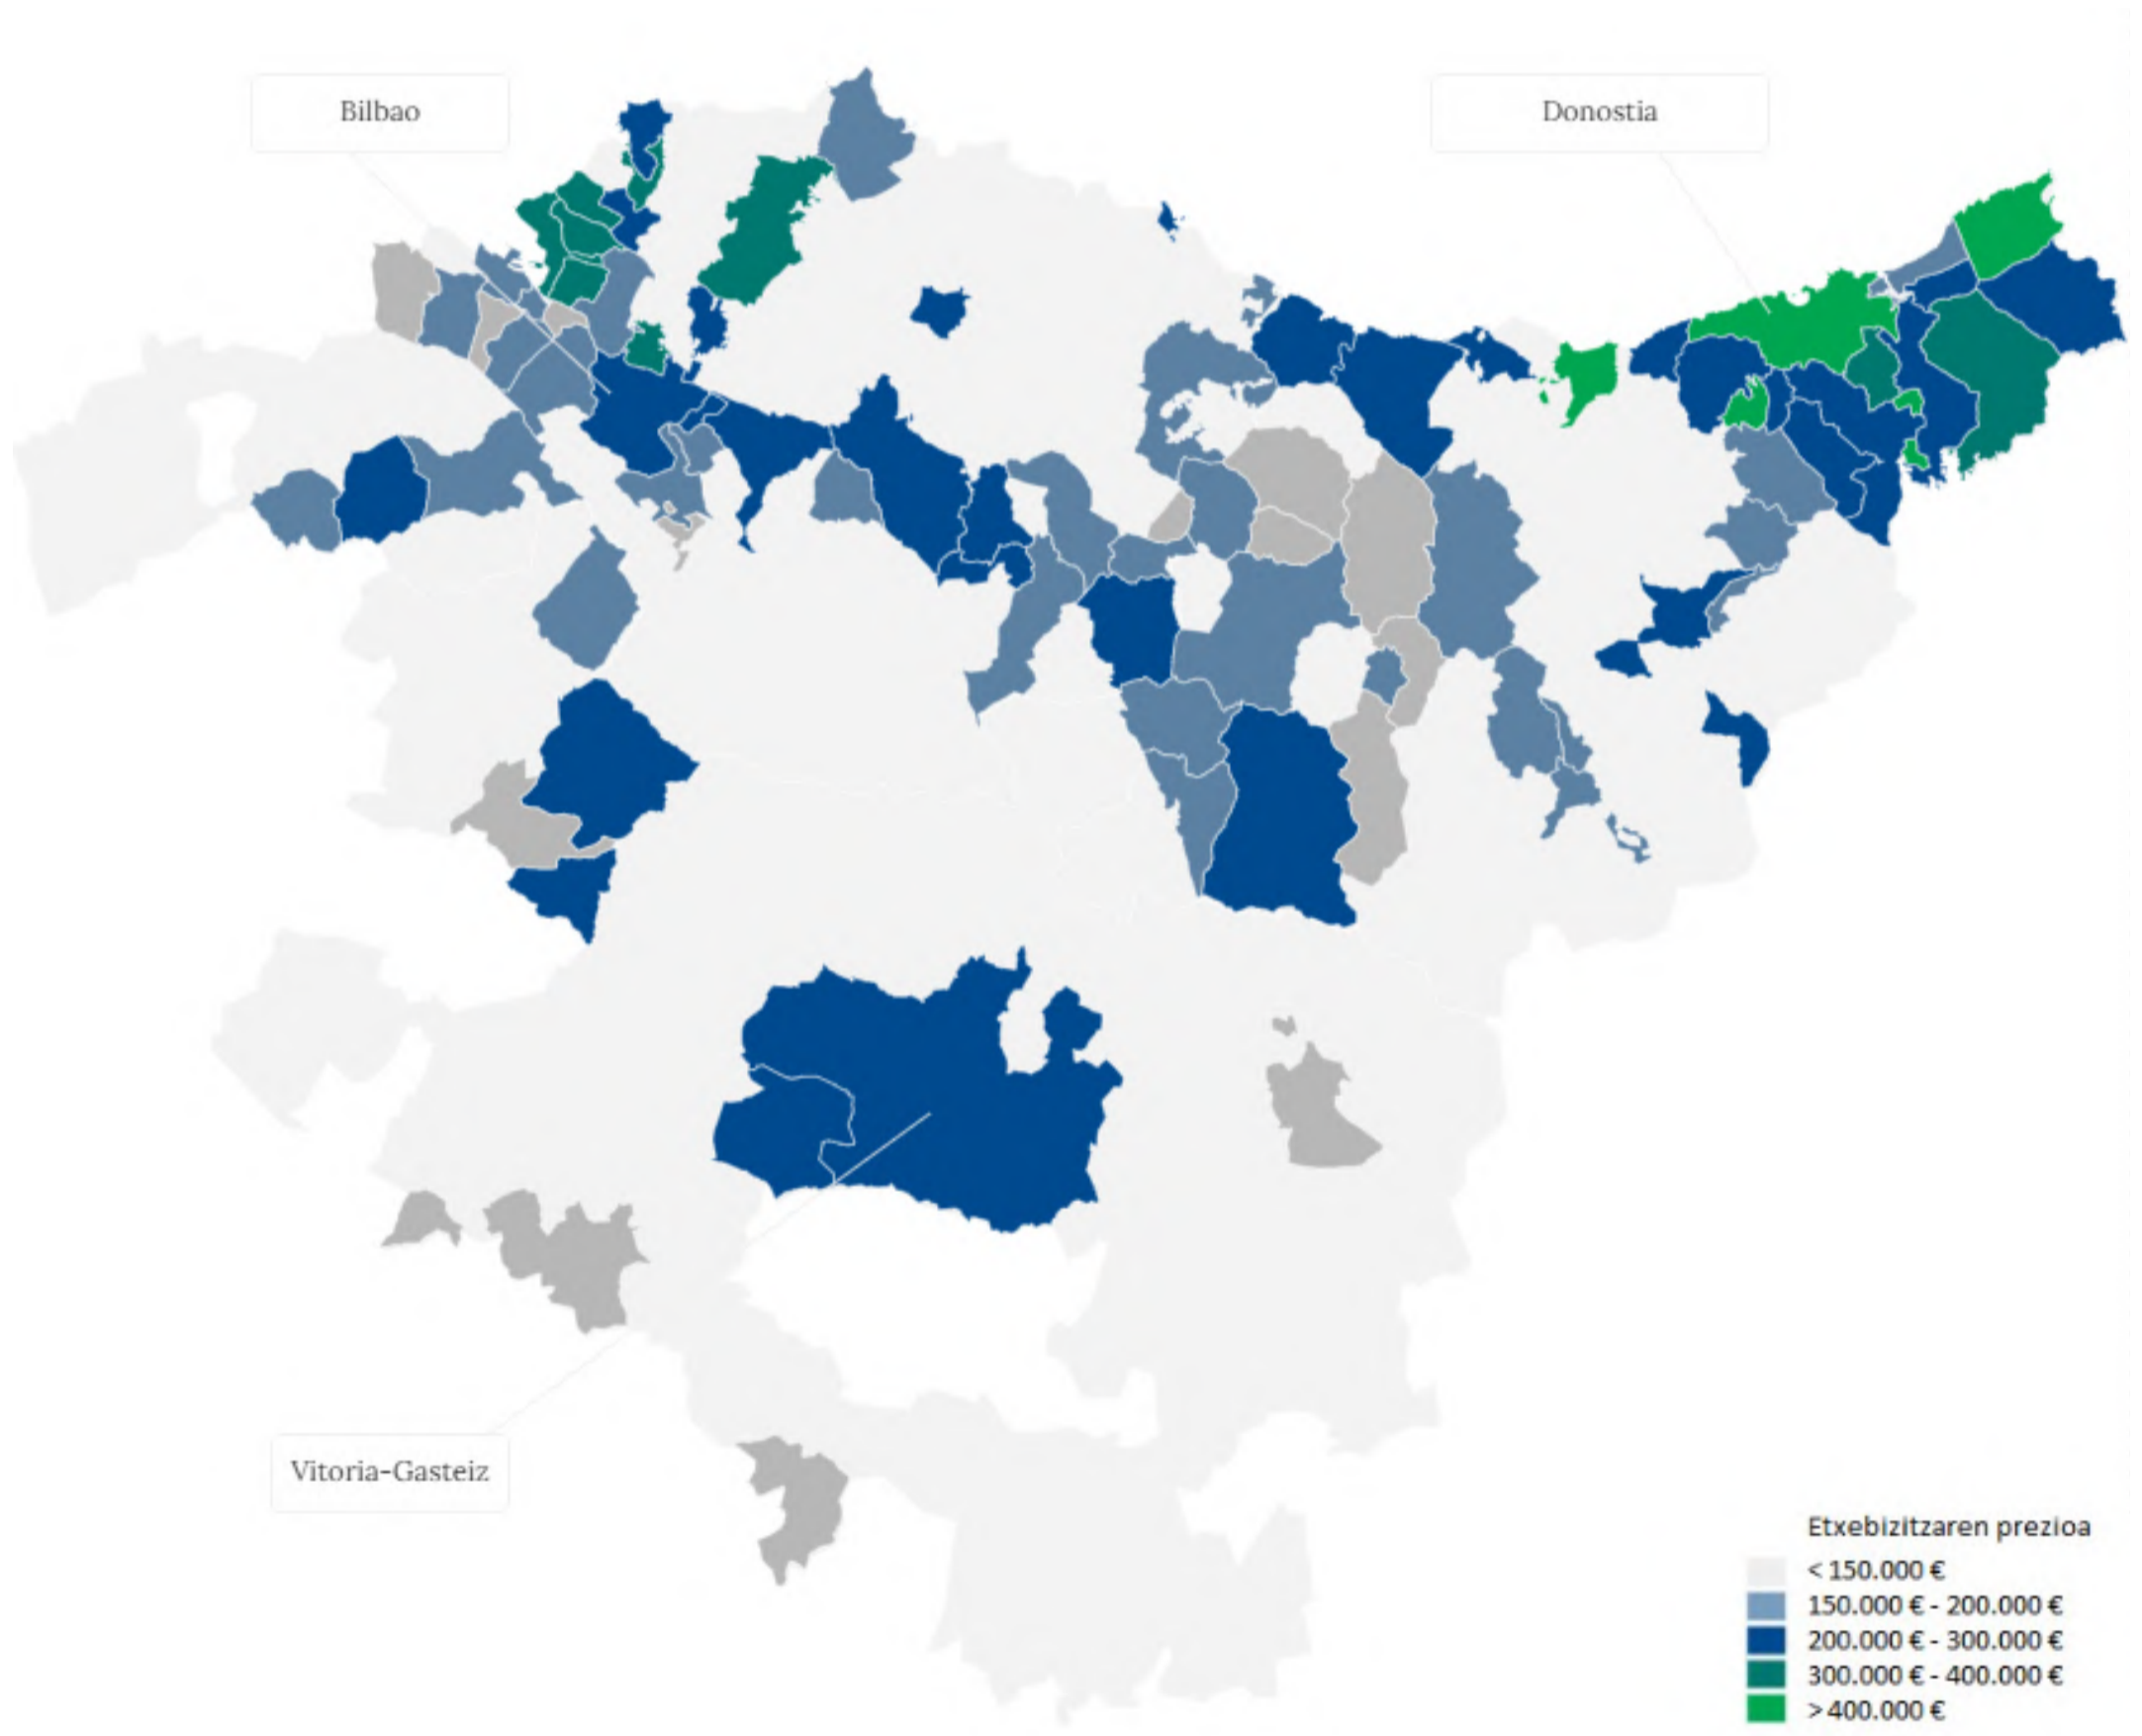 Bilbao
Donostia
Vitoria-Gasteiz
Etxebizitzaren prezioa
< 150.000 €
150.000 € - 200.000 €
200.000 € - 300.000 €
300.000 € - 400.000 €
> 400.000 €